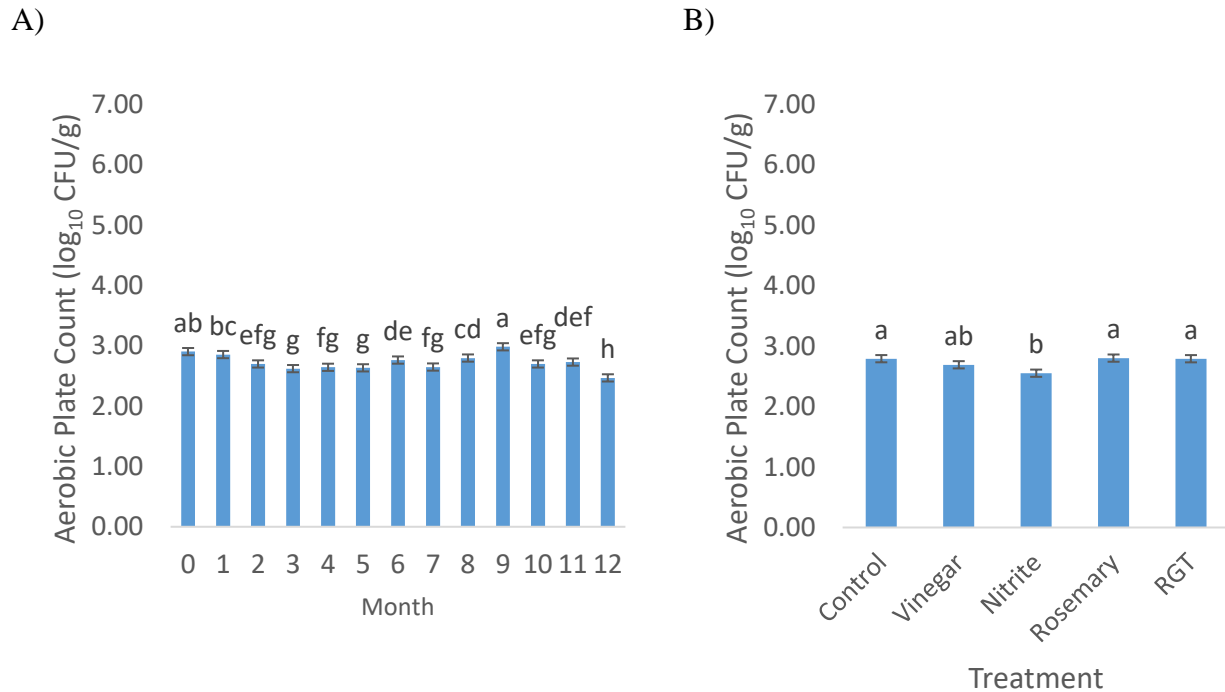 A)
B)
Aerobic Plate Count (log10 CFU/g)
7.00
6.00
5.00
4.00
3.00
2.00
1.00
0.00
ab bc efg g fg g de fg cd a efg def h
0 1 2 3 4 5 6 7 8 9 10 11 12
Month
Aerobic Plate Count (log10 CFU/g)
7.00
6.00
5.00
4.00
3.00
2.00
1.00
0.00
a ab b a a
Control Vinegar Nitrite Rosemary RGT
Treatment